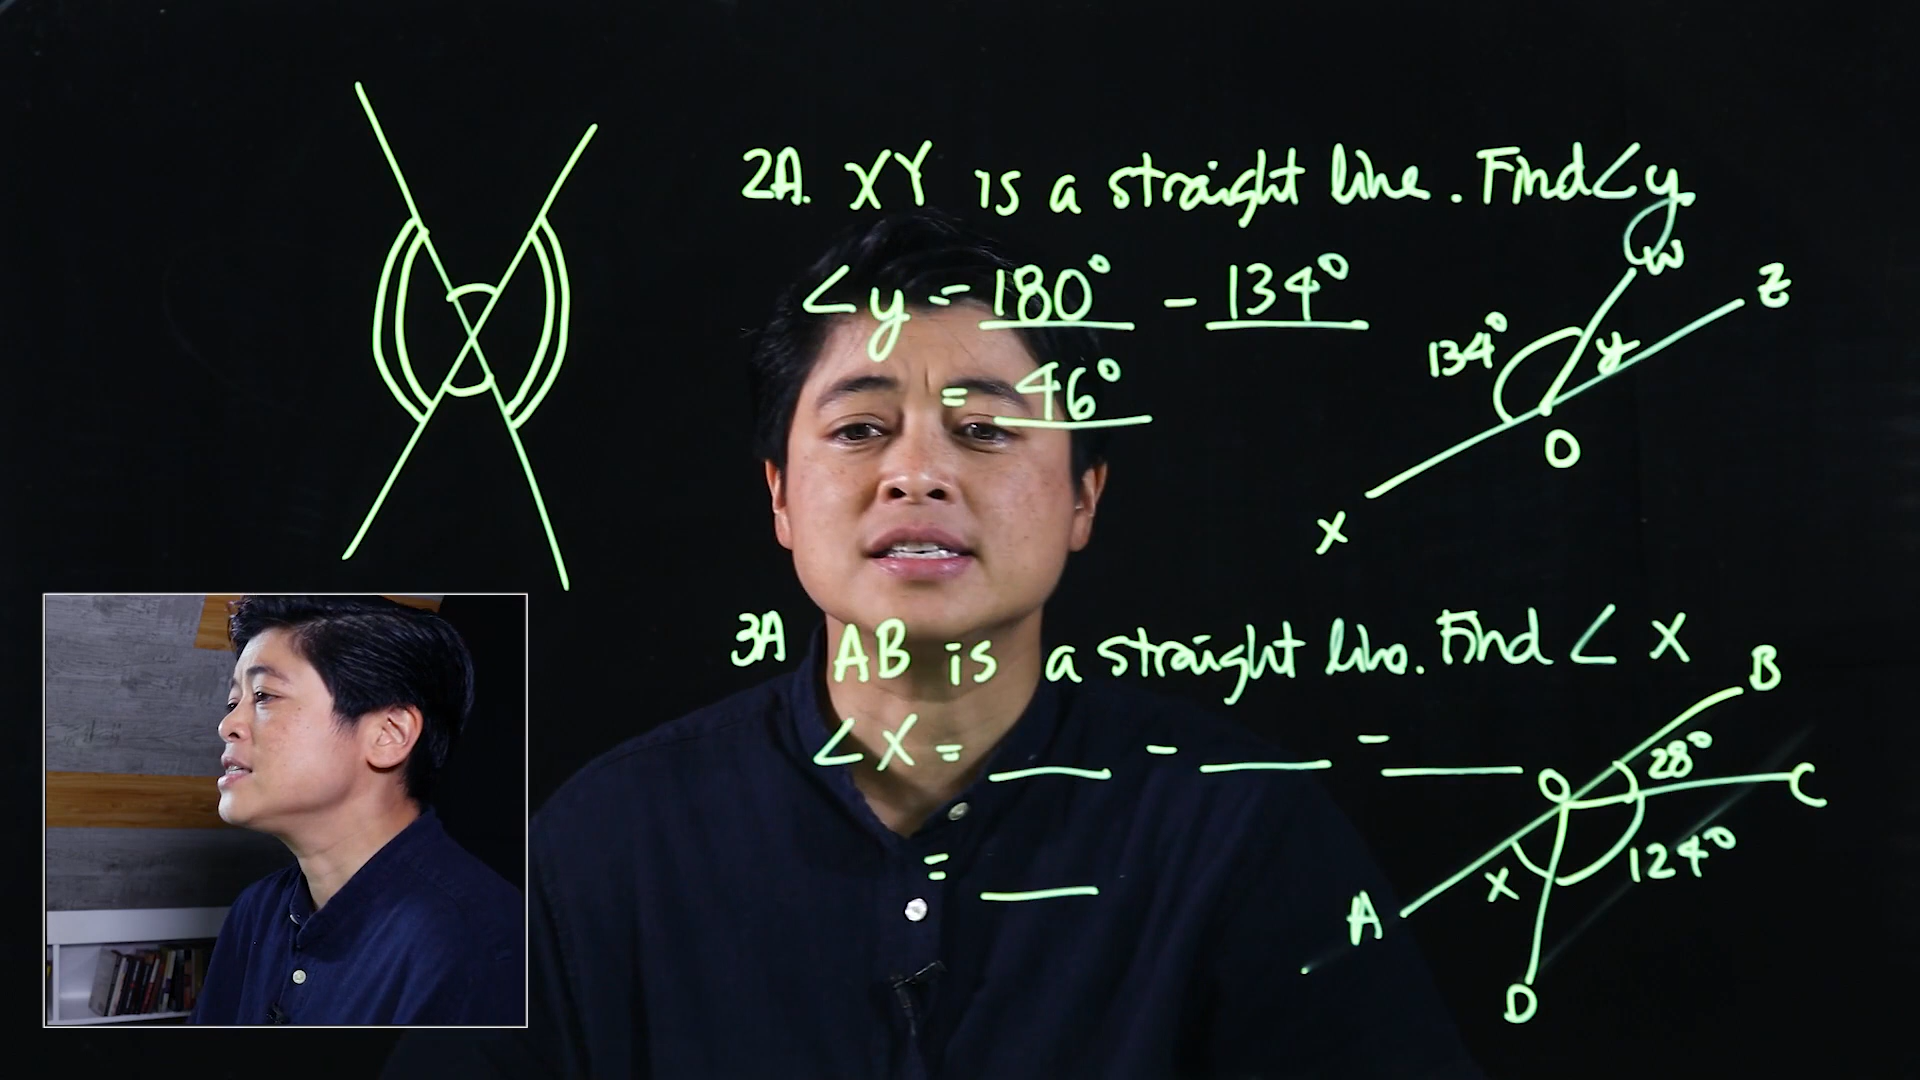 2A. XY is a straight line. Find ∠y
∠y = 180° - 134°
= 46°
W
Z
134°
y
O
X
3A AB is a straight line. Find ∠X
∠X = ___ - ___ - ___
= ___
B
28°
O
C
124°
x
A
D